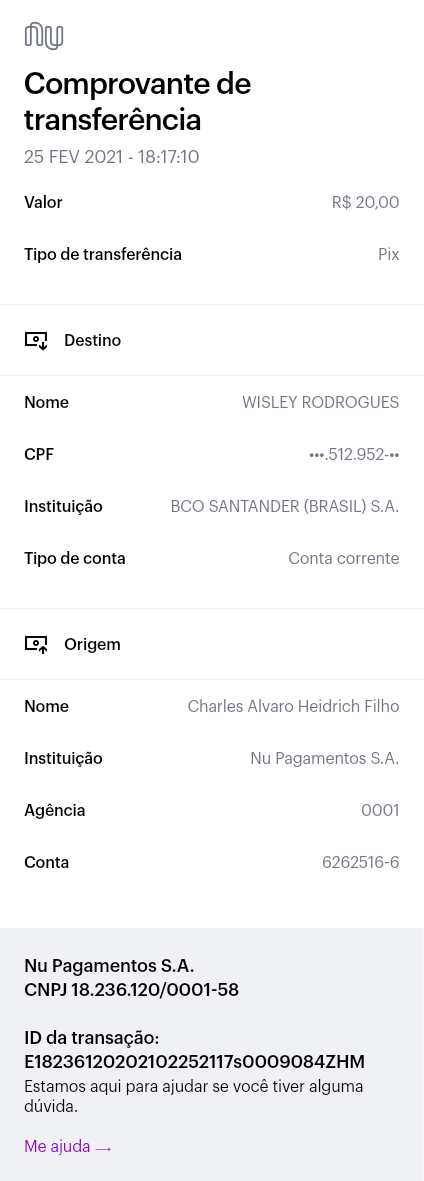 nu
Comprovante de
transferência
25 FEV 2021 - 18:17:10
Valor R$ 20,00
Tipo de transferência Pix
Destino
Nome WISLEY RODROGUES
CPF •••.512.952-••
Instituição BCO SANTANDER (BRASIL) S.A.
Tipo de conta Conta corrente
Origem
Nome Charles Alvaro Heidrich Filho
Instituição Nu Pagamentos S.A.
Agência 0001
Conta 6262516-6
Nu Pagamentos S.A.
CNPJ 18.236.120/0001-58
ID da transação:
E18236120202102252117s0009084ZHM
Estamos aqui para ajudar se você tiver alguma
dúvida.
Me ajuda →